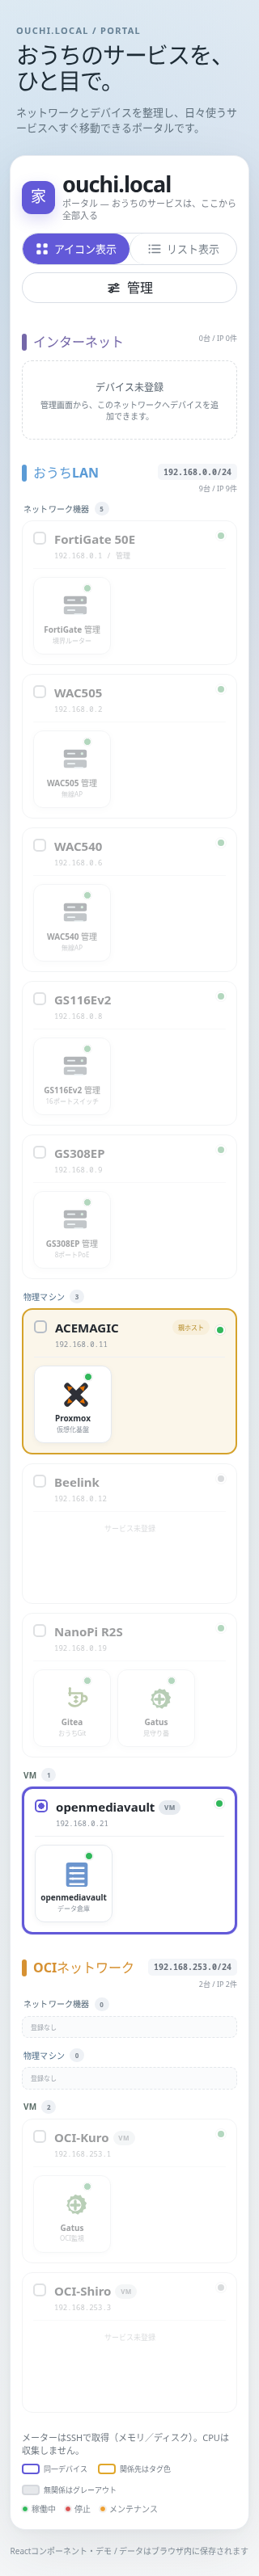 OUCHI.LOCAL / PORTAL
おうちのサービスを、
ひと目で。
ネットワークとデバイスを整理し、日々使うサ
ービスへすぐ移動できるポータルです。
家
ouchi.local
ポータル — おうちのサービスは、ここから
全部入る
アイコン表示
リスト表示
管理
インターネット
0台 / IP 0件
デバイス未登録
管理画面から、このネットワークへデバイスを追
加できます。
おうちLAN
192.168.0.0/24
9台 / IP 9件
ネットワーク機器 5
FortiGate 50E
192.168.0.1 / 管理
FortiGate 管理
境界ルーター
WAC505
192.168.0.2
WAC505 管理
無線AP
WAC540
192.168.0.6
WAC540 管理
無線AP
GS116Ev2
192.168.0.8
GS116Ev2 管理
16ポートスイッチ
GS308EP
192.168.0.9
GS308EP 管理
8ポートPoE
物理マシン 3
ACEMAGIC
親ホスト
192.168.0.11
Proxmox
仮想化基盤
Beelink
192.168.0.12
サービス未登録
NanoPi R2S
192.168.0.19
Gitea
おうちGit
Gatus
見守り番
VM 1
openmediavault VM
192.168.0.21
openmediavault
データ倉庫
OCIネットワーク
192.168.253.0/24
2台 / IP 2件
ネットワーク機器 0
登録なし
物理マシン 0
登録なし
VM 2
OCI-Kuro VM
192.168.253.1
Gatus
OCI監視
OCI-Shiro VM
192.168.253.3
サービス未登録
メーターはSSHで取得（メモリ／ディスク）。CPUは
収集しません。
同一デバイス
関係先はタグ色
無関係はグレーアウト
稼働中
停止
メンテナンス
Reactコンポーネント・デモ / データはブラウザ内に保存されます